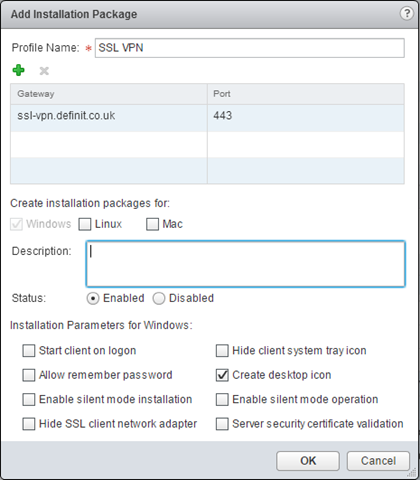 Add Installation Package
?
Profile Name: * SSL VPN
Gateway Port
ssl-vpn.definit.co.uk 443
Create installation packages for:
Windows Linux Mac
Description:
Status: Enabled Disabled
Installation Parameters for Windows:
Start client on logon Hide client system tray icon
Allow remember password Create desktop icon
Enable silent mode installation Enable silent mode operation
Hide SSL client network adapter Server security certificate validation
OK Cancel